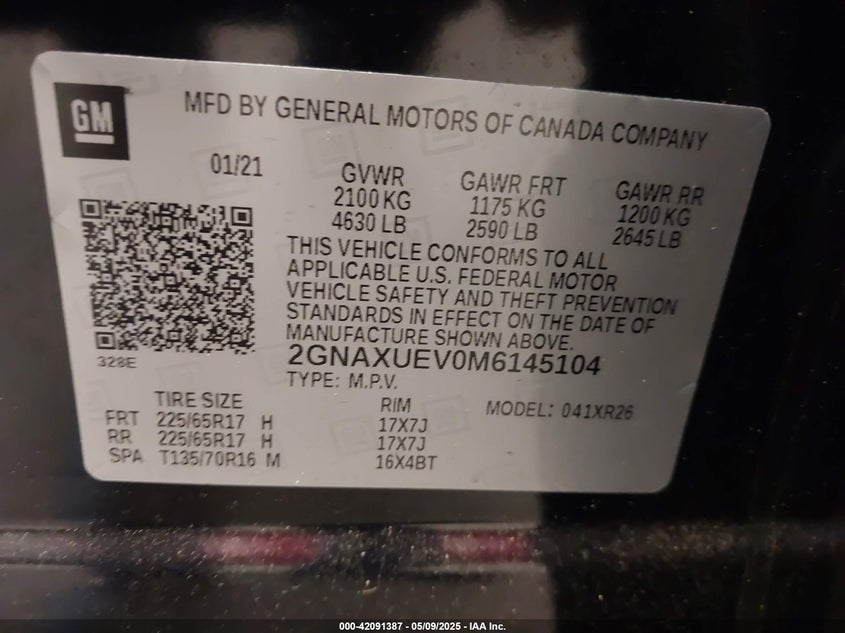 GM
MFD BY GENERAL MOTORS OF CANADA COMPANY
01/21
GVWR
2100 KG
4630 LB
GAWR FRT
1175 KG
2590 LB
GAWR RR
1200 KG
2645 LB
THIS VEHICLE CONFORMS TO ALL
APPLICABLE U.S. FEDERAL MOTOR
VEHICLE SAFETY AND THEFT PREVENTION
STANDARDS IN EFFECT ON THE DATE OF
MANUFACTURE SHOWN ABOVE.
2GNAXUEV0M6145104
TYPE: M.P.V.
328E
TIRE SIZE RIM MODEL: 041XR26
FRT 225/65R17 H 17X7J
RR 225/65R17 H 17X7J
SPA T135/70R16 M 16X4BT
000-42091387 - 05/09/2025 - IAA Inc.